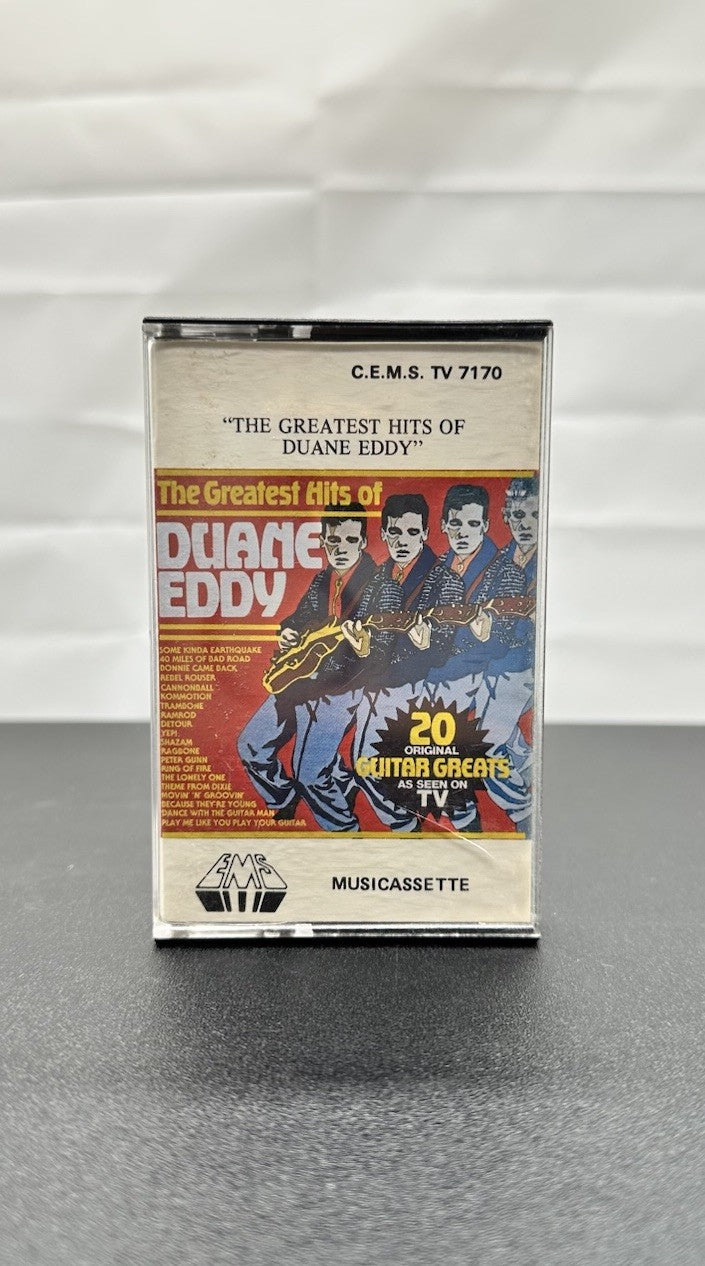 C.E.M.S. TV 7170
“THE GREATEST HITS OF
DUANE EDDY”
The Greatest Hits of
DUANE
EDDY
SOME KINDA EARTHQUAKE
40 MILES OF BAD ROAD
BONNIE CAME BACK
REBEL ROUSER
CANNONBALL
KOMMOTION
TRAMBONE
RAMROD
DETOUR
YEP!
SHAZAM
RAGBONE
PETER GUNN
RING OF FIRE
THE LONELY ONE
THEME FROM DIXIE
MOVIN' 'N' GROOVIN'
BECAUSE THEY'RE YOUNG
DANCE WITH THE GUITAR MAN
PLAY ME LIKE YOU PLAY YOUR GUITAR
20
ORIGINAL
GUITAR GREATS
AS SEEN ON
TV
EMS
MUSICASSETTE